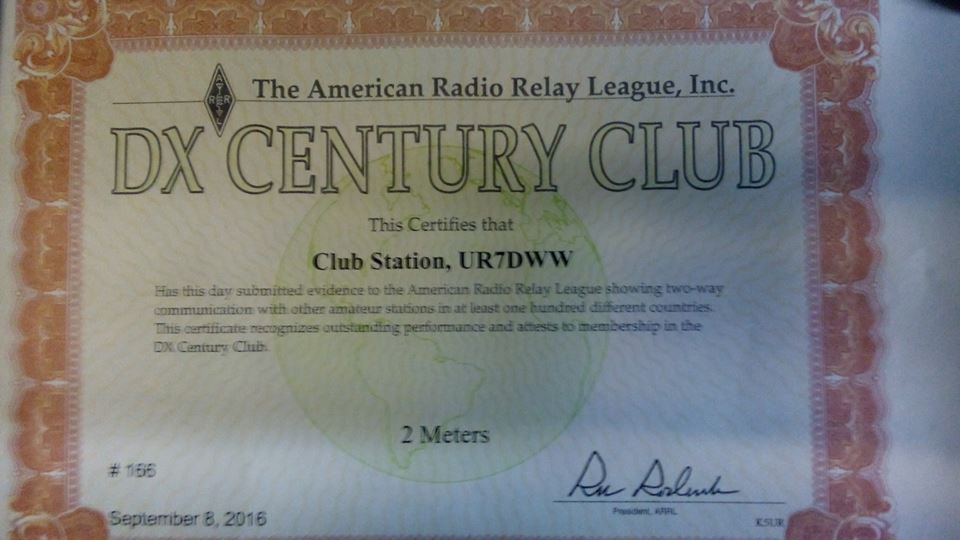 The American Radio Relay League, Inc.
DX CENTURY CLUB
This Certifies that
Club Station, UR7DWW
Has this day submitted evidence to the American Radio Relay League showing two-way
communication with other amateur stations in at least one hundred different countries.
This certificate recognizes outstanding performance and attests to membership in the
DX Century Club.
2 Meters
# 166
September 8, 2016
President, ARRL
K5UR